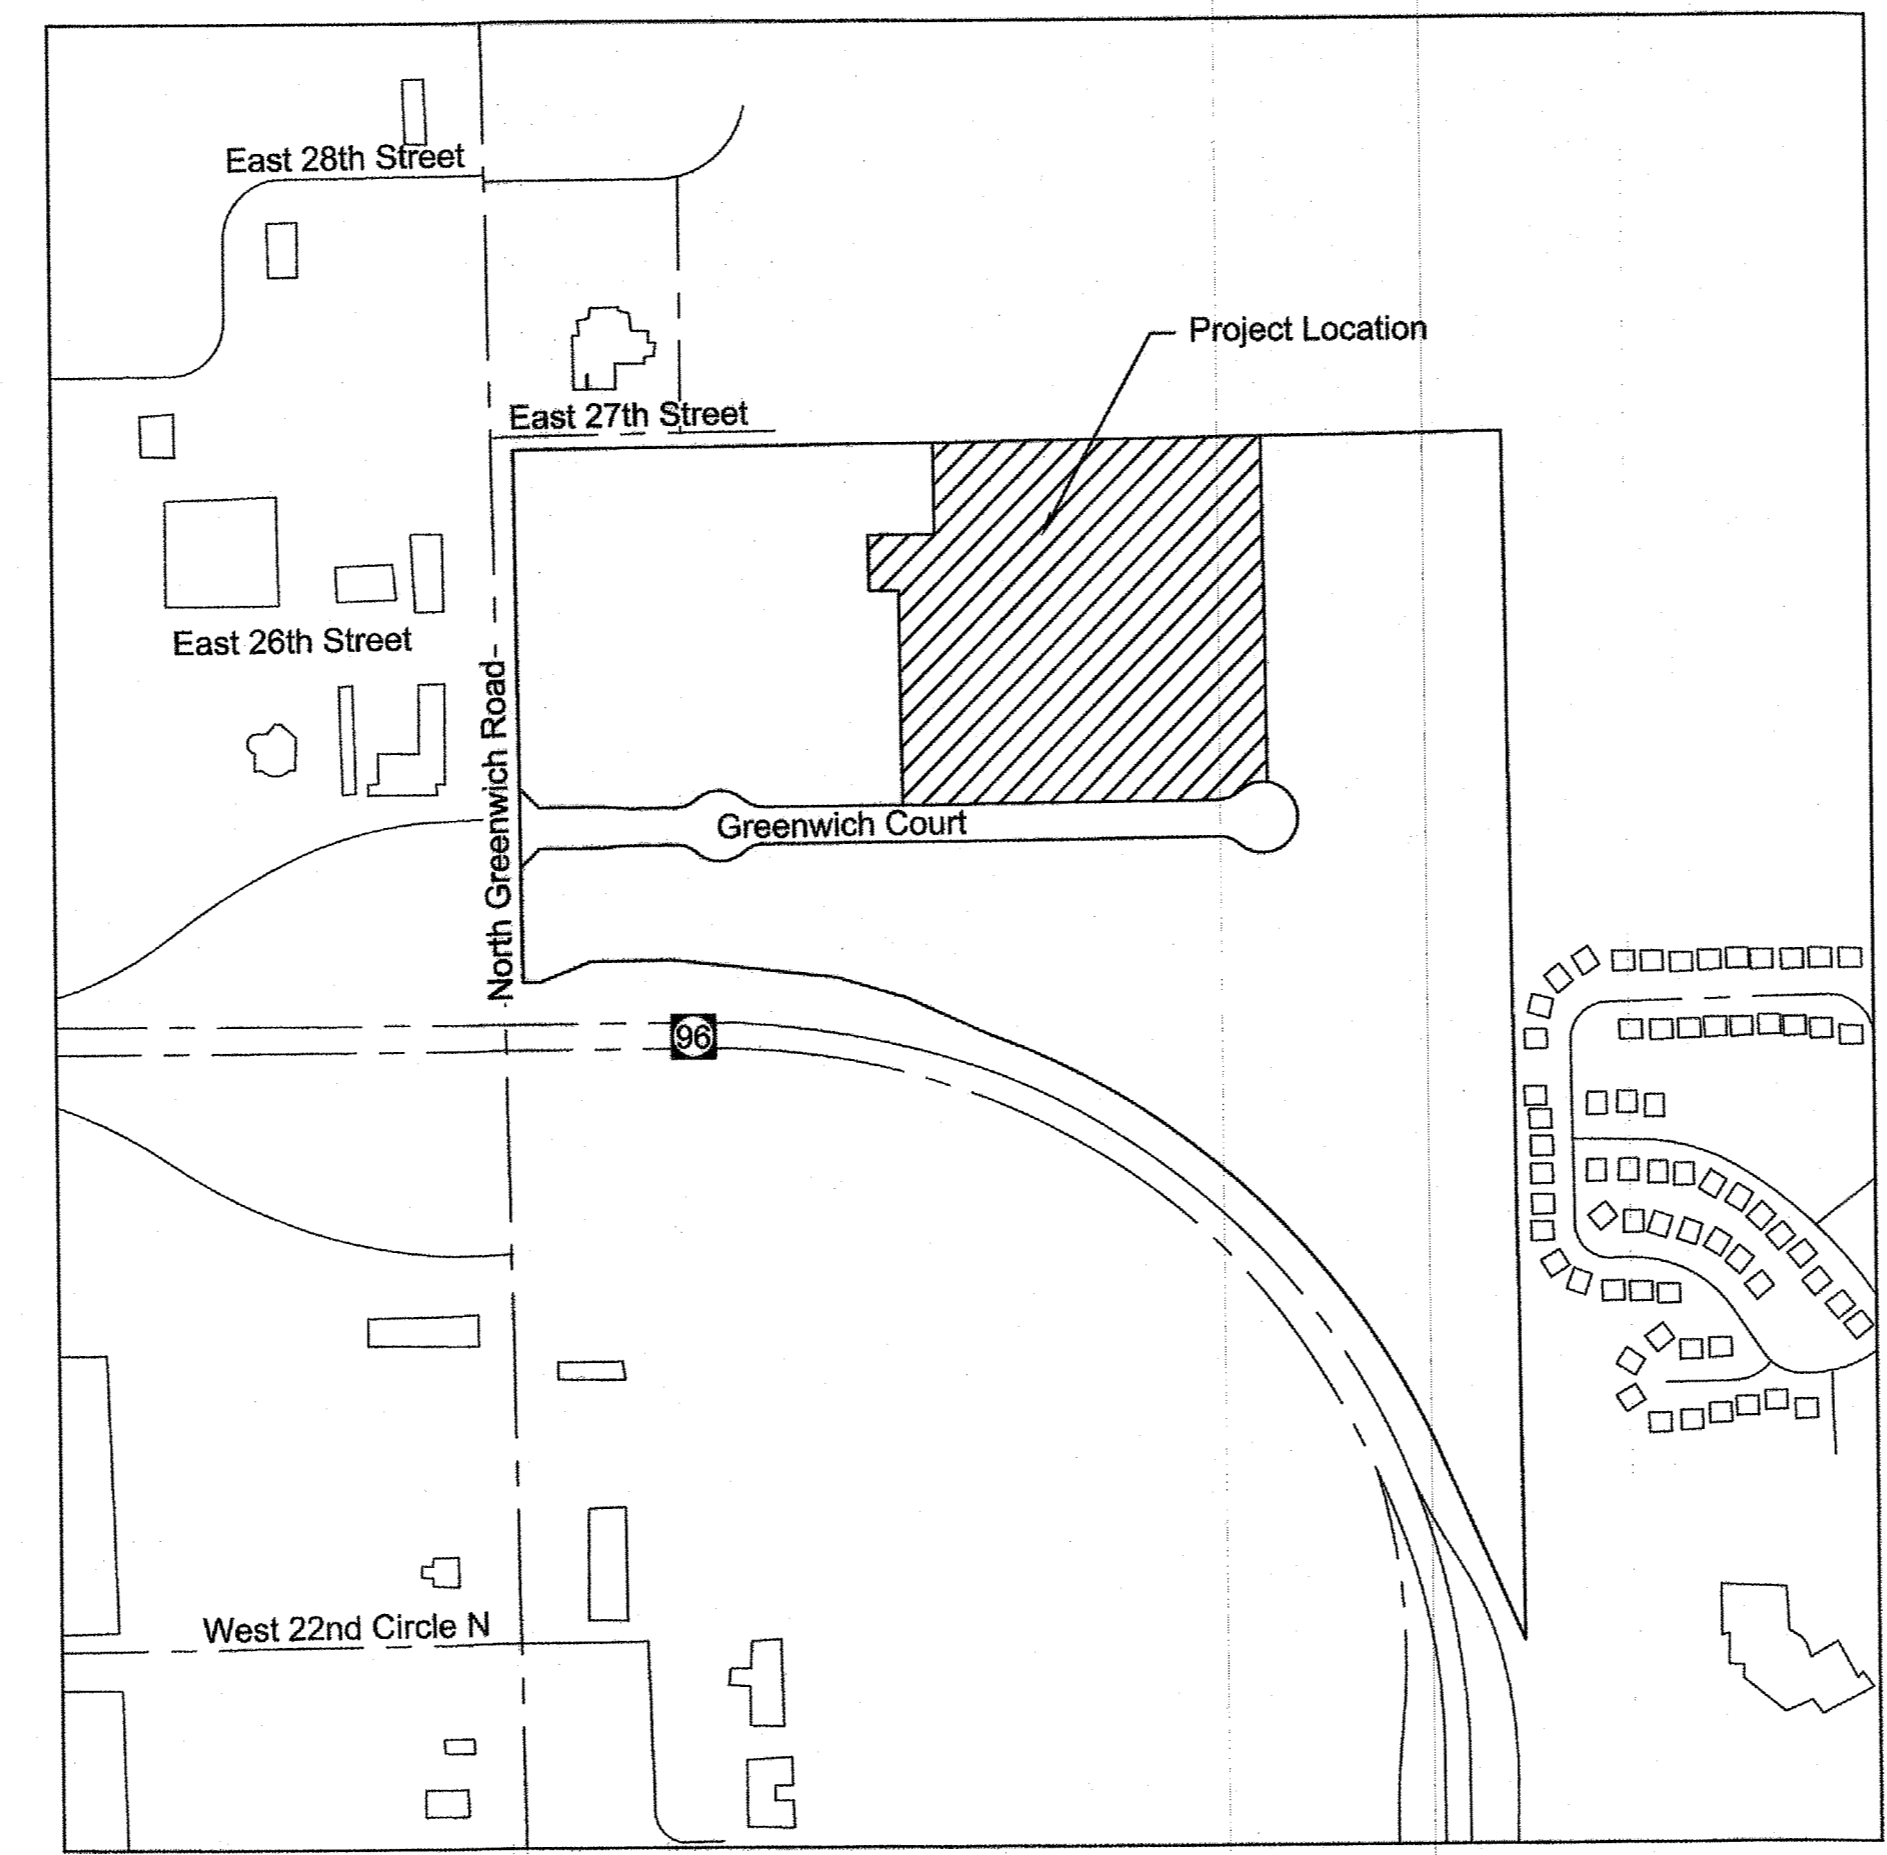 East 28th Street
Project Location
East 27th Street
East 26th Street
North Greenwich Road
Greenwich Court
96
West 22nd Circle N